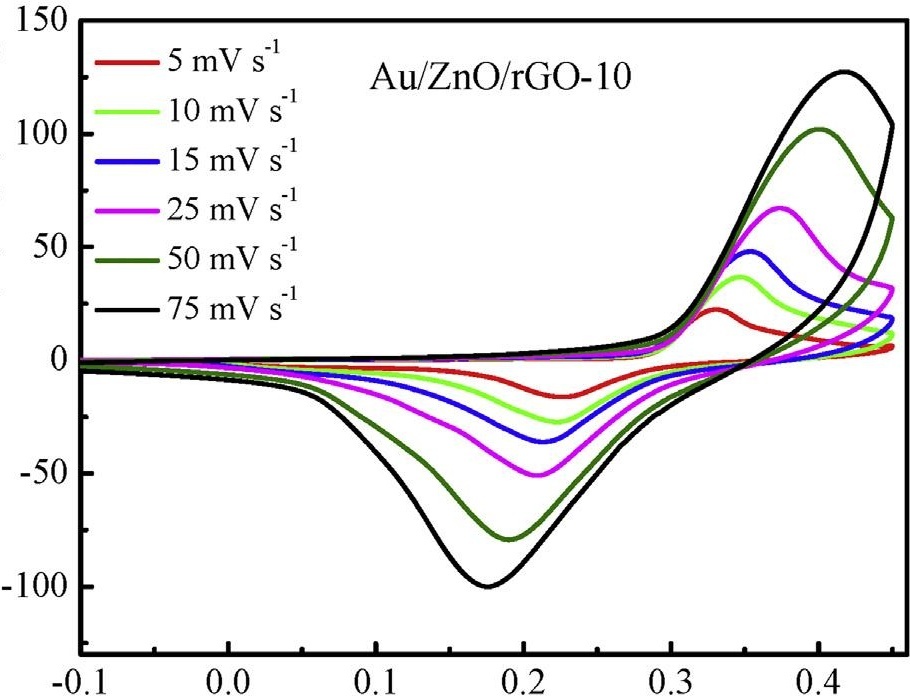 150
100
50
0
-50
-100
-0.1 0.0 0.1 0.2 0.3 0.4
5 mV s⁻¹
10 mV s⁻¹
15 mV s⁻¹
25 mV s⁻¹
50 mV s⁻¹
75 mV s⁻¹
Au/ZnO/rGO-10